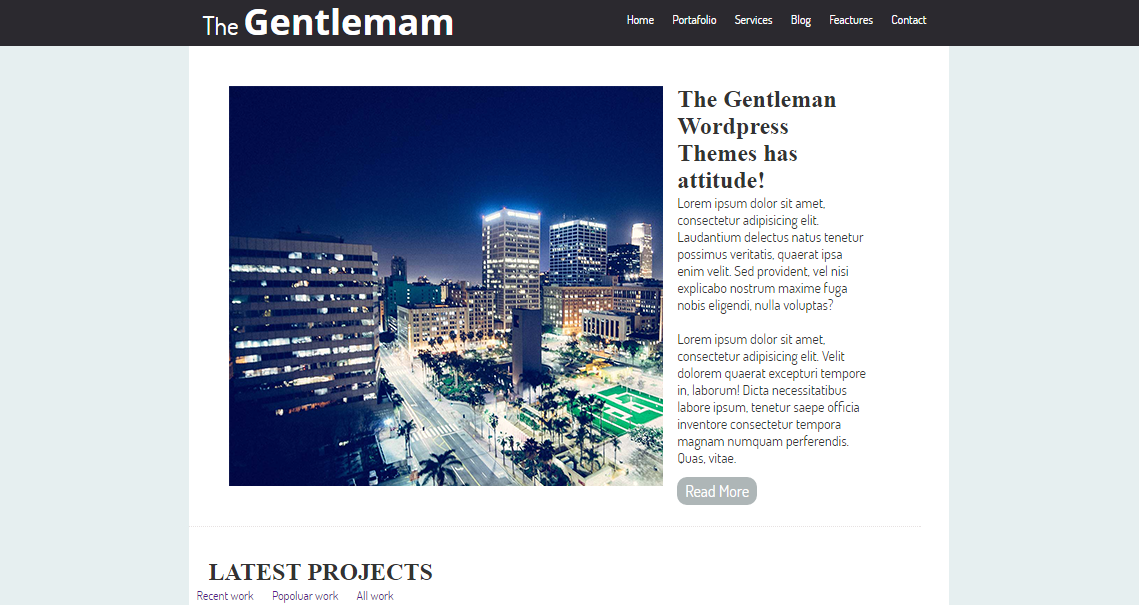 The Gentlemam
Home Portafolio Services Blog Feactures Contact
The Gentleman
Wordpress
Themes has
attitude!
Lorem ipsum dolor sit amet,
consectetur adipisicing elit.
Laudantium delectus natus tenetur
possimus veritatis, quaerat ipsa
enim velit. Sed provident, vel nisi
explicabo nostrum maxime fuga
nobis eligendi, nulla voluptas?
Lorem ipsum dolor sit amet,
consectetur adipisicing elit. Velit
dolorem quaerat excepturi tempore
in, laborum! Dicta necessitatibus
labore ipsum, tenetur saepe officia
inventore consectetur tempora
magnam numquam perferendis.
Quas, vitae.
Read More
LATEST PROJECTS
Recent work Popoluar work All work